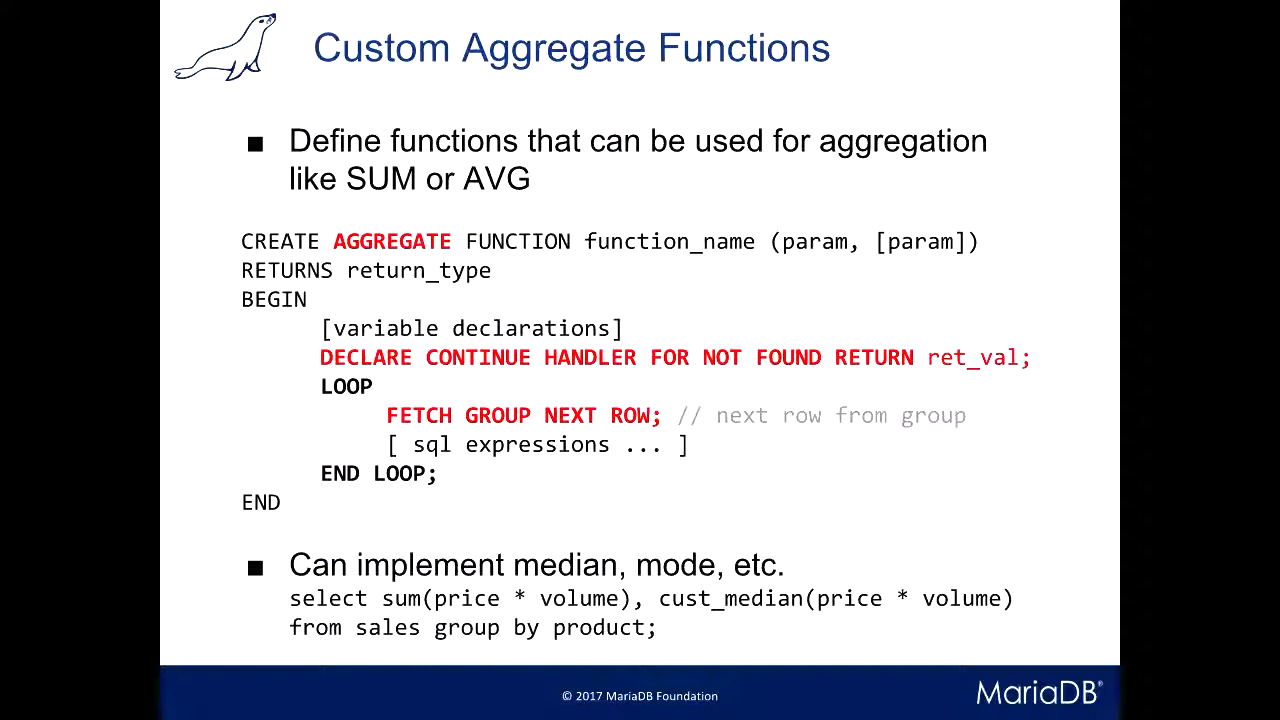 Custom Aggregate Functions
■ Define functions that can be used for aggregation
like SUM or AVG
CREATE AGGREGATE FUNCTION function_name (param, [param])
RETURNS return_type
BEGIN
[variable declarations]
DECLARE CONTINUE HANDLER FOR NOT FOUND RETURN ret_val;
LOOP
FETCH GROUP NEXT ROW; // next row from group
[ sql expressions ... ]
END LOOP;
END
■ Can implement median, mode, etc.
select sum(price * volume), cust_median(price * volume)
from sales group by product;
© 2017 MariaDB Foundation
MariaDB®